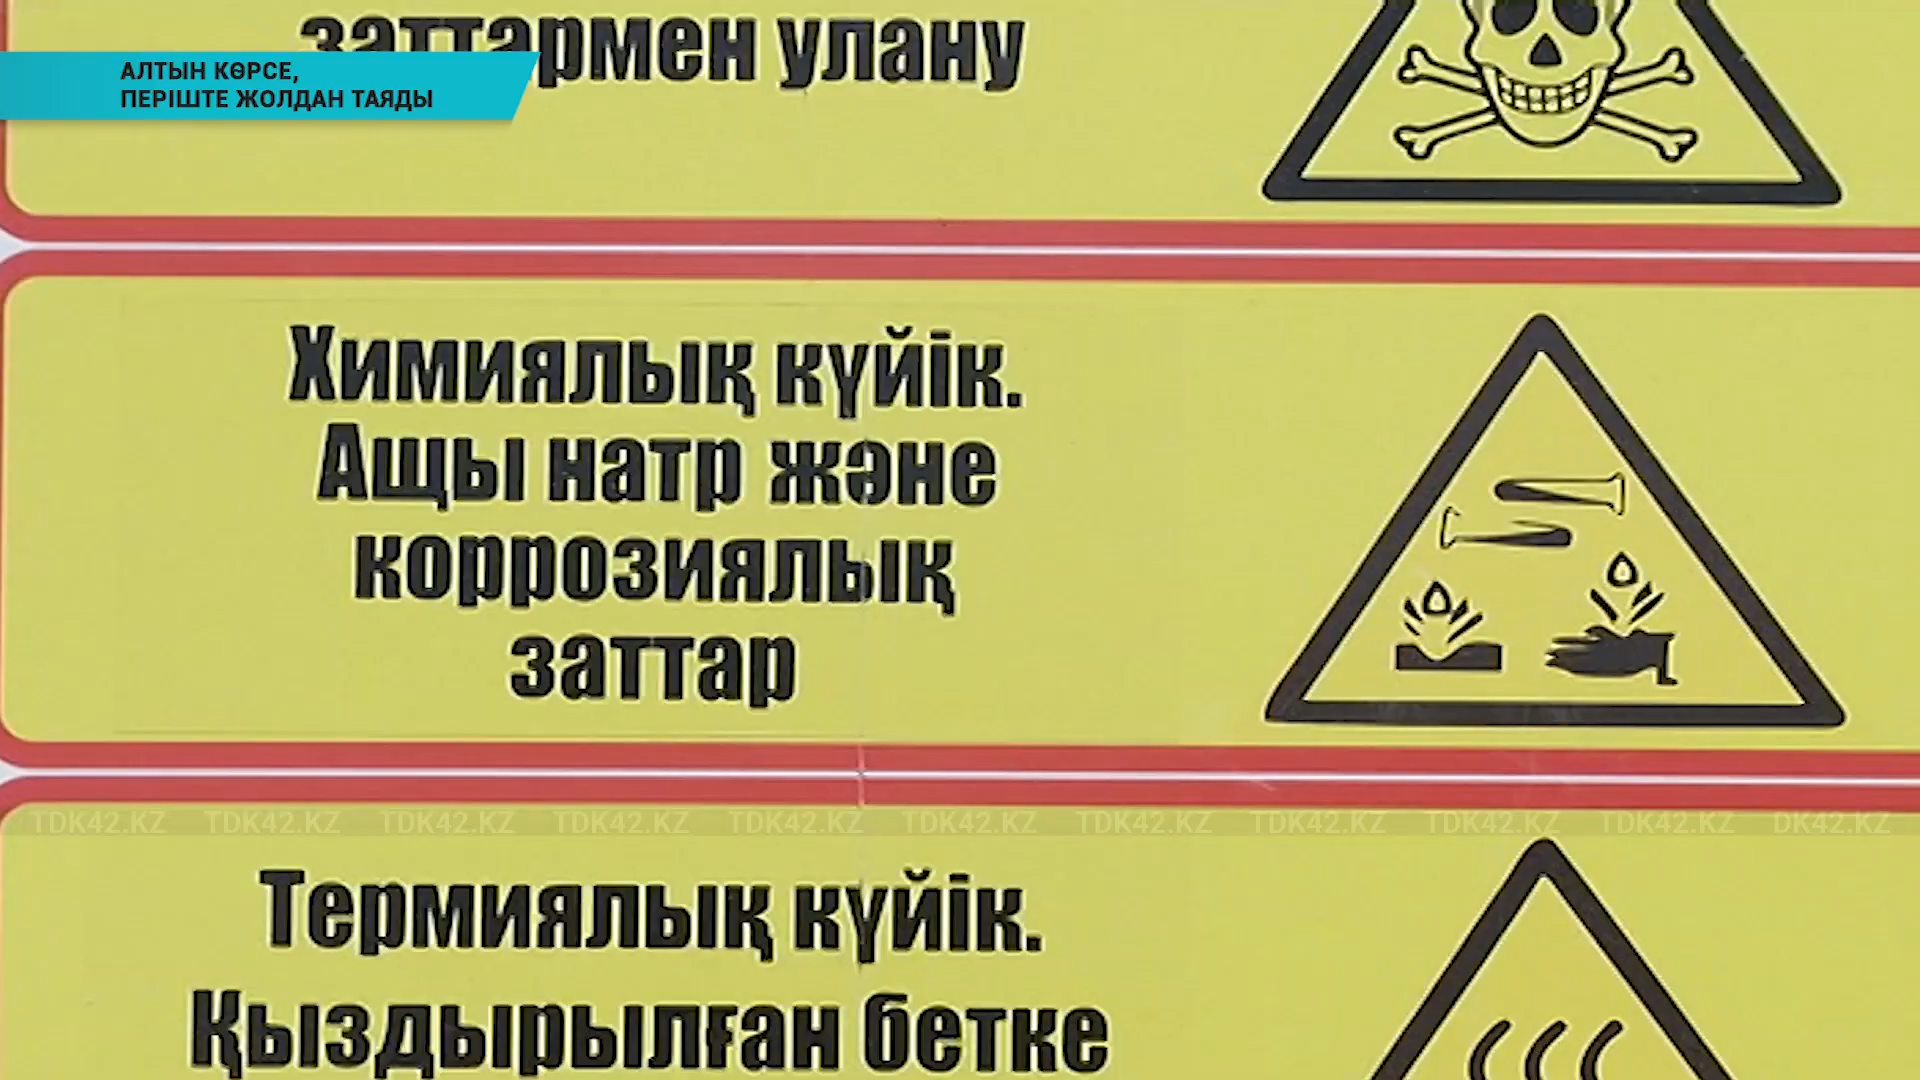 заттармен улану
АЛТЫН КӨРСЕ,
ПЕРІШТЕ ЖОЛДАН ТАЯДЫ
Химиялық күйік.
Ащы натр және
коррозиялық
заттар
TDK42.KZ TDK42.KZ TDK42.KZ TDK42.KZ TDK42.KZ TDK42.KZ TDK42.KZ TDK42.KZ TDK42.KZ TDK42.KZ DK42.KZ
Термиялық күйік.
Қыздырылған бетке